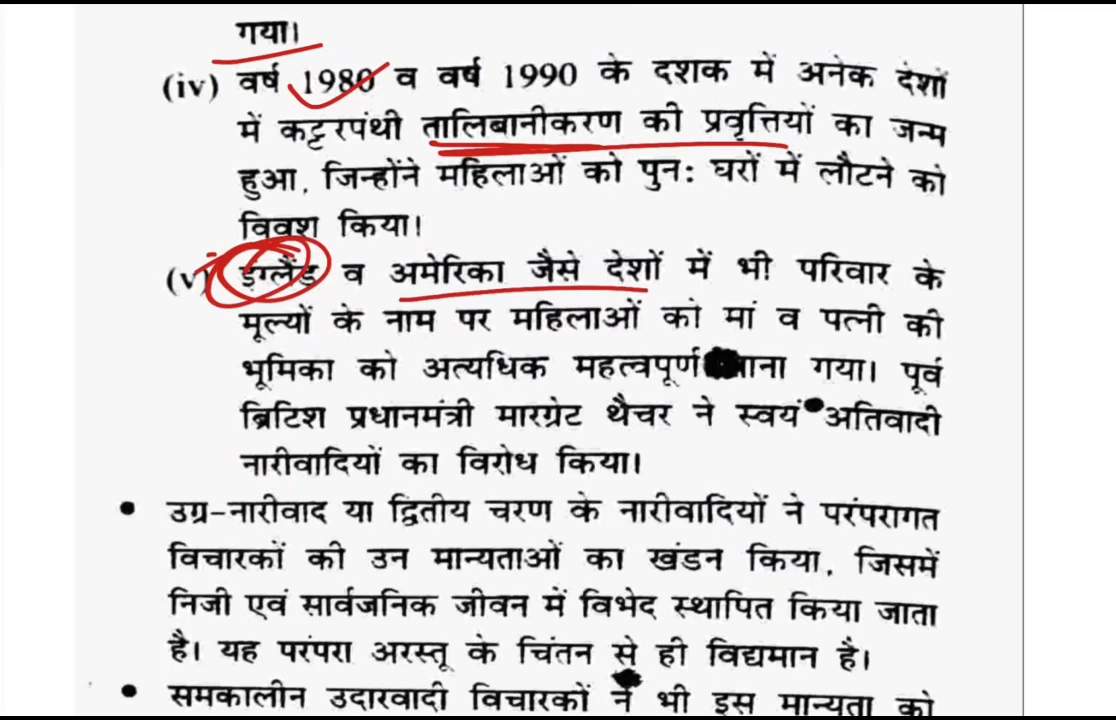 गया।
(iv) वर्ष 1980 व वर्ष 1990 के दशक में अनेक देशों
में कट्टरपंथी तालिबानीकरण की प्रवृत्तियों का जन्म
हुआ, जिन्होंने महिलाओं को पुन: घरों में लौटने को
विवश किया।
(v) इंग्लैंड व अमेरिका जैसे देशों में भी परिवार के
मूल्यों के नाम पर महिलाओं को मां व पत्नी की
भूमिका को अत्यधिक महत्वपूर्ण माना गया। पूर्व
ब्रिटिश प्रधानमंत्री मारग्रेट थैचर ने स्वयं अतिवादी
नारीवादियों का विरोध किया।
• उग्र-नारीवाद या द्वितीय चरण के नारीवादियों ने परंपरागत
विचारकों की उन मान्यताओं का खंडन किया, जिसमें
निजी एवं सार्वजनिक जीवन में विभेद स्थापित किया जाता
है। यह परंपरा अरस्तू के चिंतन से ही विद्यमान है।
• समकालीन उदारवादी विचारकों ने भी इस मान्यता को